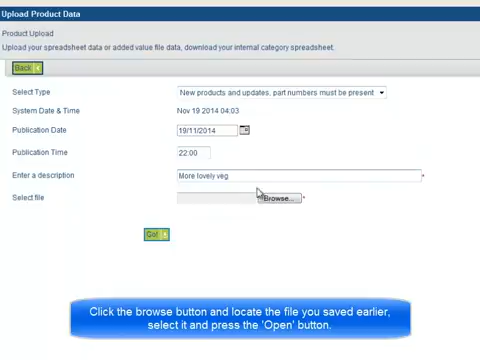 Upload Product Data
Product Upload
Upload your spreadsheet data or added value file data, download your internal category spreadsheet.
Back
Select Type New products and updates, part numbers must be present
System Date & Time Nov 19 2014 04:03
Publication Date 19/11/2014
Publication Time 22:00
Enter a description More lovely veg *
Select file Browse... *
Go!
Click the browse button and locate the file you saved earlier,
select it and press the 'Open' button.